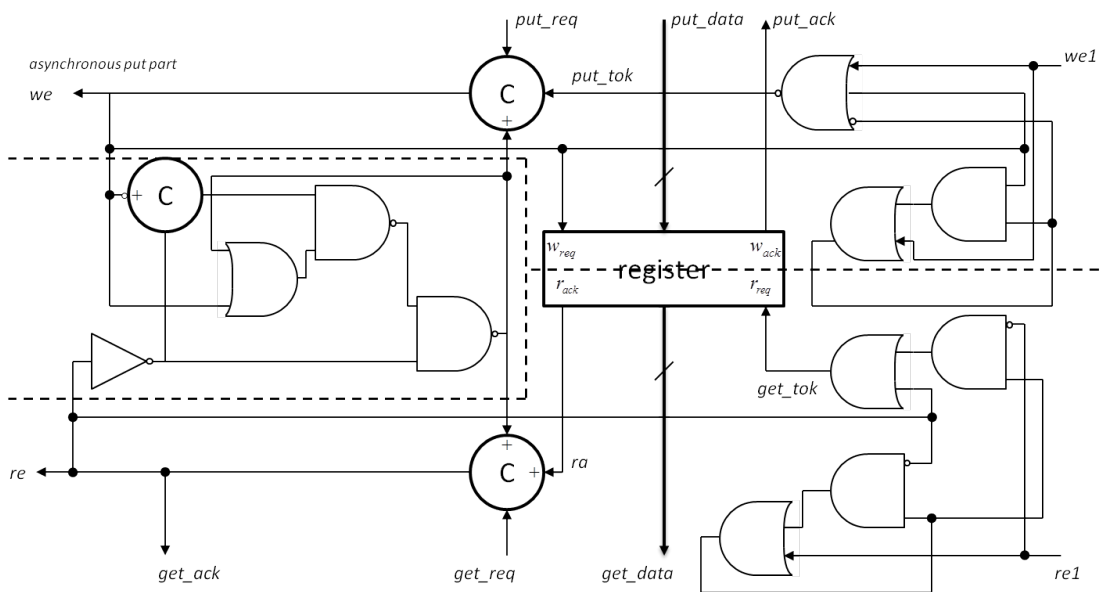 put_req
put_data
put_ack
we1
asynchronous put part
we
C
put_tok
+
+
C
w_req
w_ack
register
r_ack
r_req
get_tok
+
re
C
+
ra
get_ack
get_req
get_data
re1